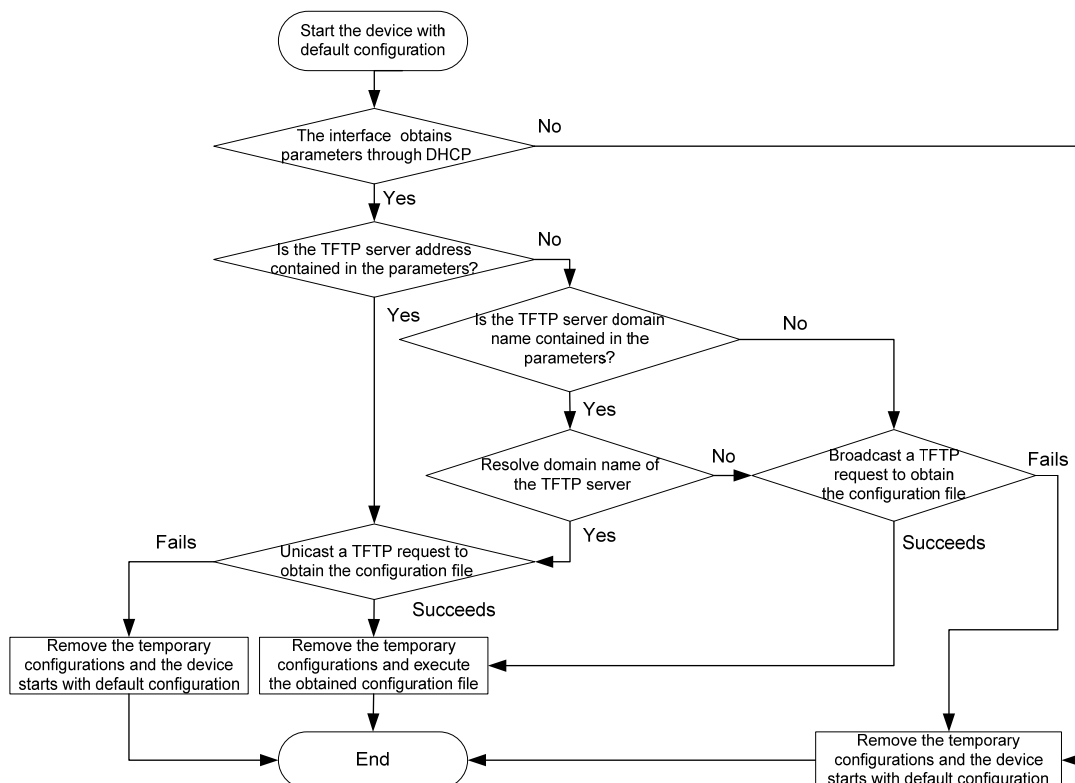 Start the device with
default configuration
The interface obtains
parameters through DHCP
No
Yes
Is the TFTP server address
contained in the parameters?
No
Yes
Is the TFTP server domain
name contained in the
parameters?
No
Yes
Resolve domain name of
the TFTP server
No
Broadcast a TFTP
request to obtain
the configuration file
Fails
Yes
Succeeds
Fails
Unicast a TFTP request to
obtain the configuration file
Succeeds
Remove the temporary
configurations and the device
starts with default configuration
Remove the temporary
configurations and execute
the obtained configuration file
End
Remove the temporary
configurations and the device
starts with default configuration